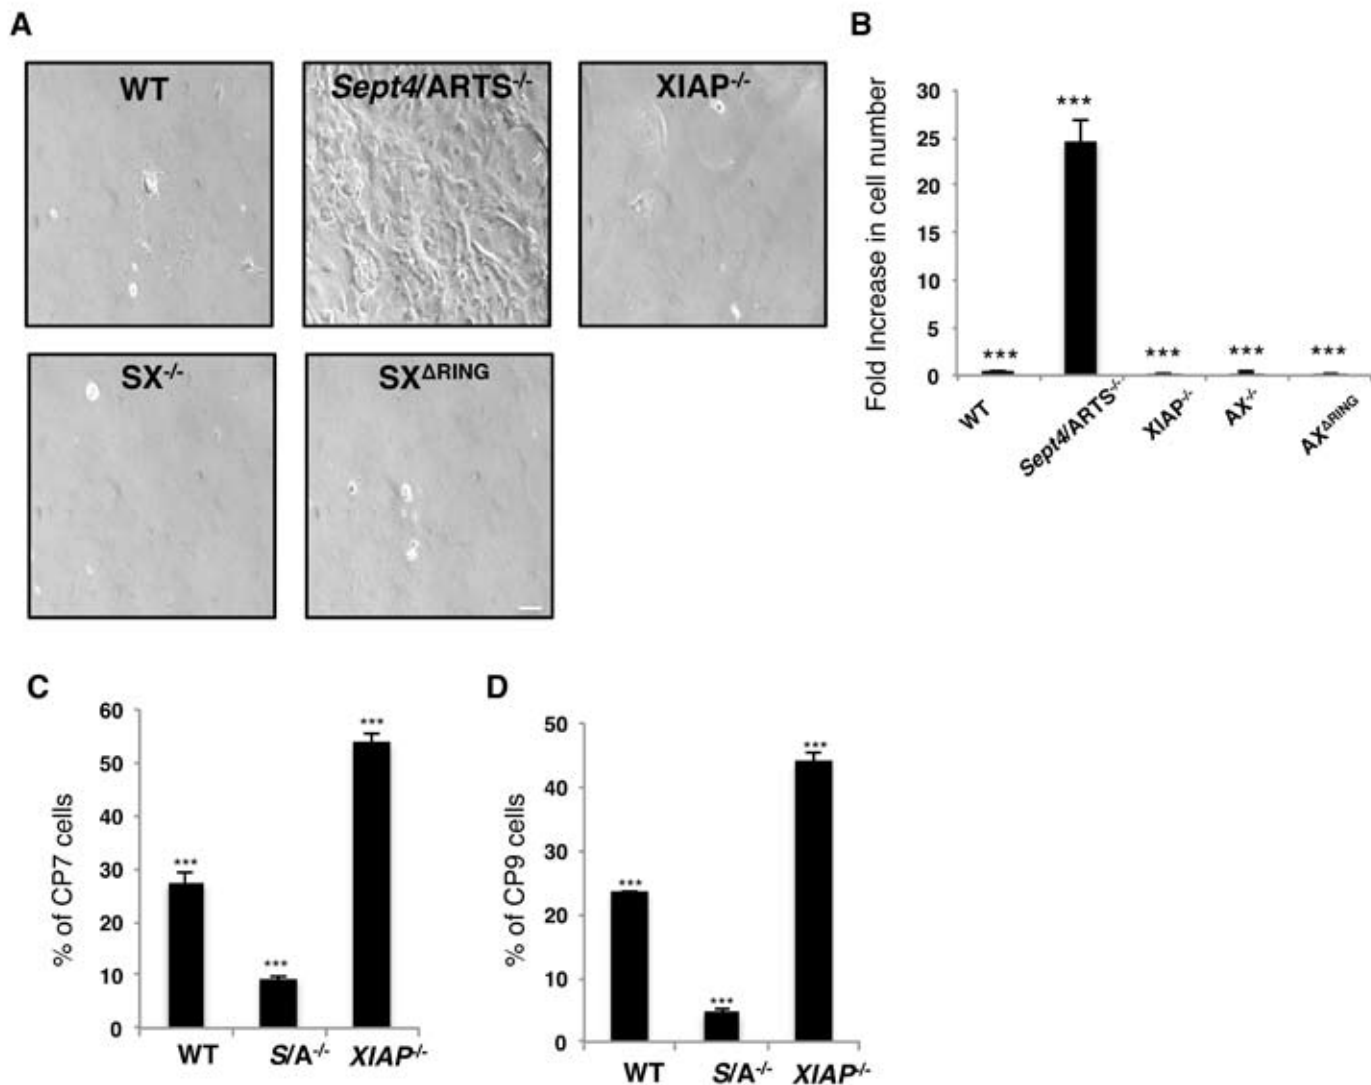 A
WT
Sept4/ARTS-/-
XIAP-/-
SX-/-
SXΔRING
B
Fold Increase in cell number
30
25
20
15
10
5
0
***
***
***
***
***
WT
Sept4/ARTS-/-
XIAP-/-
AX-/-
AXΔRING
C
% of CP7 cells
60
50
40
30
20
10
0
***
***
***
WT
S/A-/-
XIAP-/-
D
% of CP9 cells
50
40
30
20
10
0
***
***
***
WT
S/A-/-
XIAP-/-